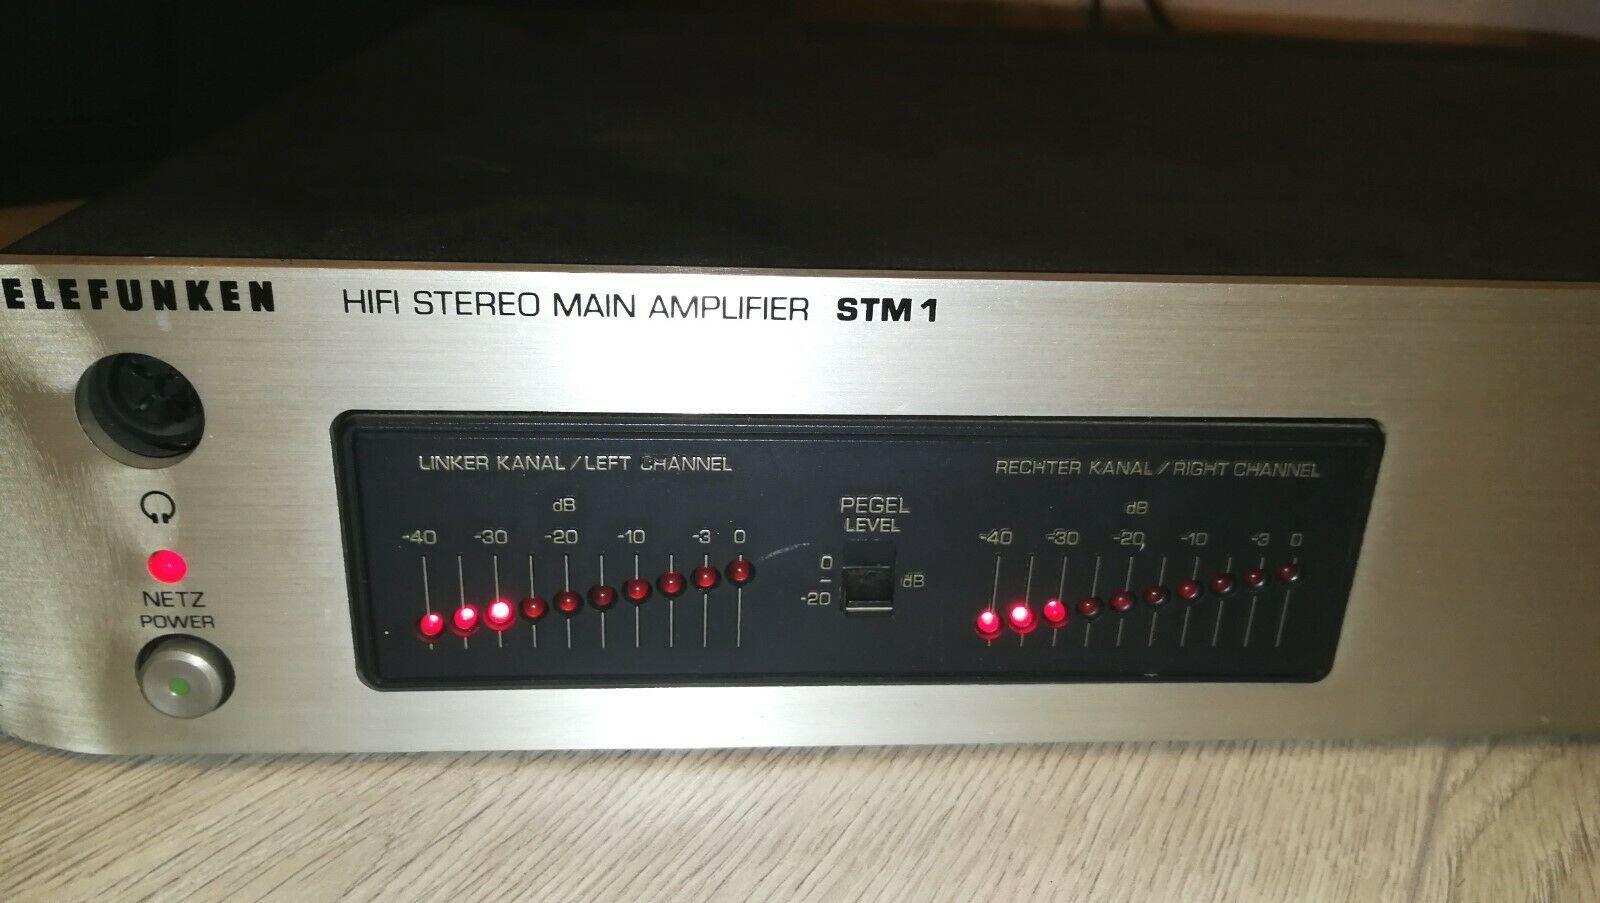 ELEFUNKEN HIFI STEREO MAIN AMPLIFIER STM 1
LINKER KANAL / LEFT CHANNEL
dB
-40 -30 -20 -10 -3 0
PEGEL
LEVEL
0
-20
dB
RECHTER KANAL / RIGHT CHANNEL
dB
-40 -30 -20 -10 -3 0
NETZ
POWER